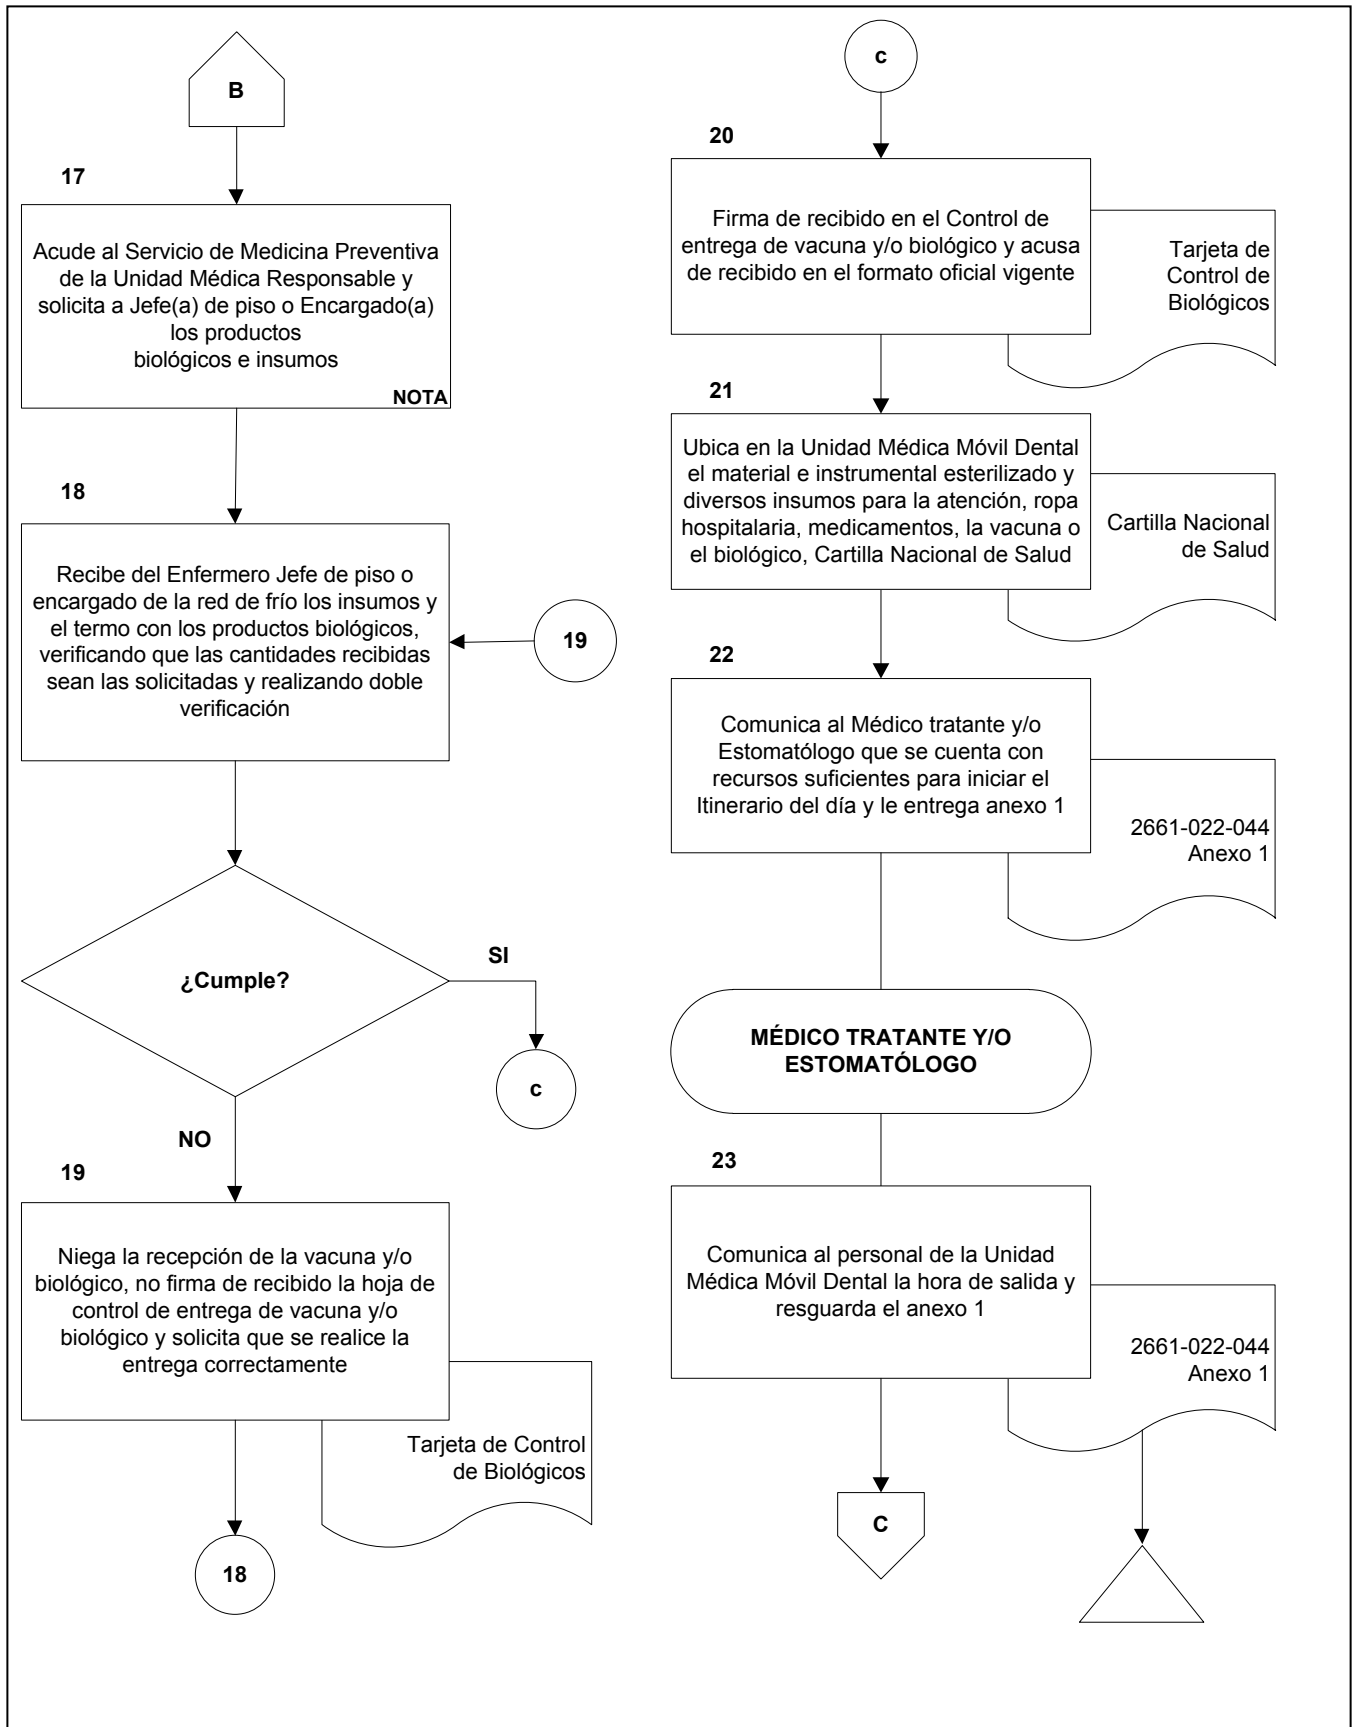 B
17
Acude al Servicio de Medicina Preventiva
de la Unidad Médica Responsable y
solicita a Jefe(a) de piso o Encargado(a)
los productos
biológicos e insumos
NOTA
18
Recibe del Enfermero Jefe de piso o
encargado de la red de frío los insumos y
el termo con los productos biológicos,
verificando que las cantidades recibidas
sean las solicitadas y realizando doble
verificación
19
¿Cumple?
SI
c
NO
19
Niega la recepción de la vacuna y/o
biológico, no firma de recibido la hoja de
control de entrega de vacuna y/o
biológico y solicita que se realice la
entrega correctamente
Tarjeta de Control
de Biológicos
18
c
20
Firma de recibido en el Control de
entrega de vacuna y/o biológico y acusa
de recibido en el formato oficial vigente
Tarjeta de
Control de
Biológicos
21
Ubica en la Unidad Médica Móvil Dental
el material e instrumental esterilizado y
diversos insumos para la atención, ropa
hospitalaria, medicamentos, la vacuna o
el biológico, Cartilla Nacional de Salud
Cartilla Nacional
de Salud
22
Comunica al Médico tratante y/o
Estomatólogo que se cuenta con
recursos suficientes para iniciar el
Itinerario del día y le entrega anexo 1
2661-022-044
Anexo 1
MÉDICO TRATANTE Y/O
ESTOMATÓLOGO
23
Comunica al personal de la Unidad
Médica Móvil Dental la hora de salida y
resguarda el anexo 1
2661-022-044
Anexo 1
C